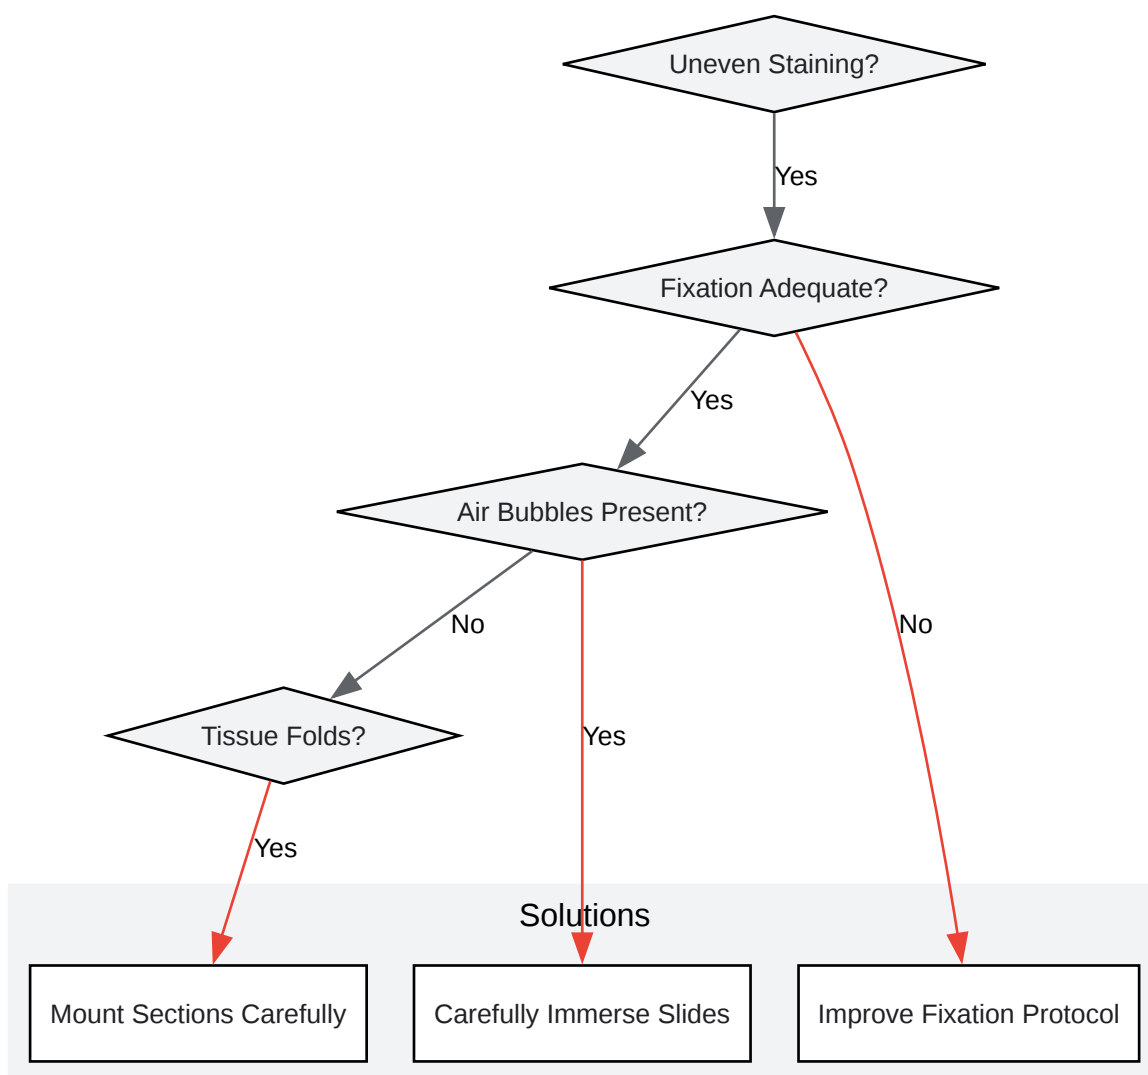 Uneven Staining?
Yes
Fixation Adequate?
Yes
Air Bubbles Present?
No
No
Tissue Folds?
Yes
Yes
Solutions
Mount Sections Carefully
Carefully Immerse Slides
Improve Fixation Protocol